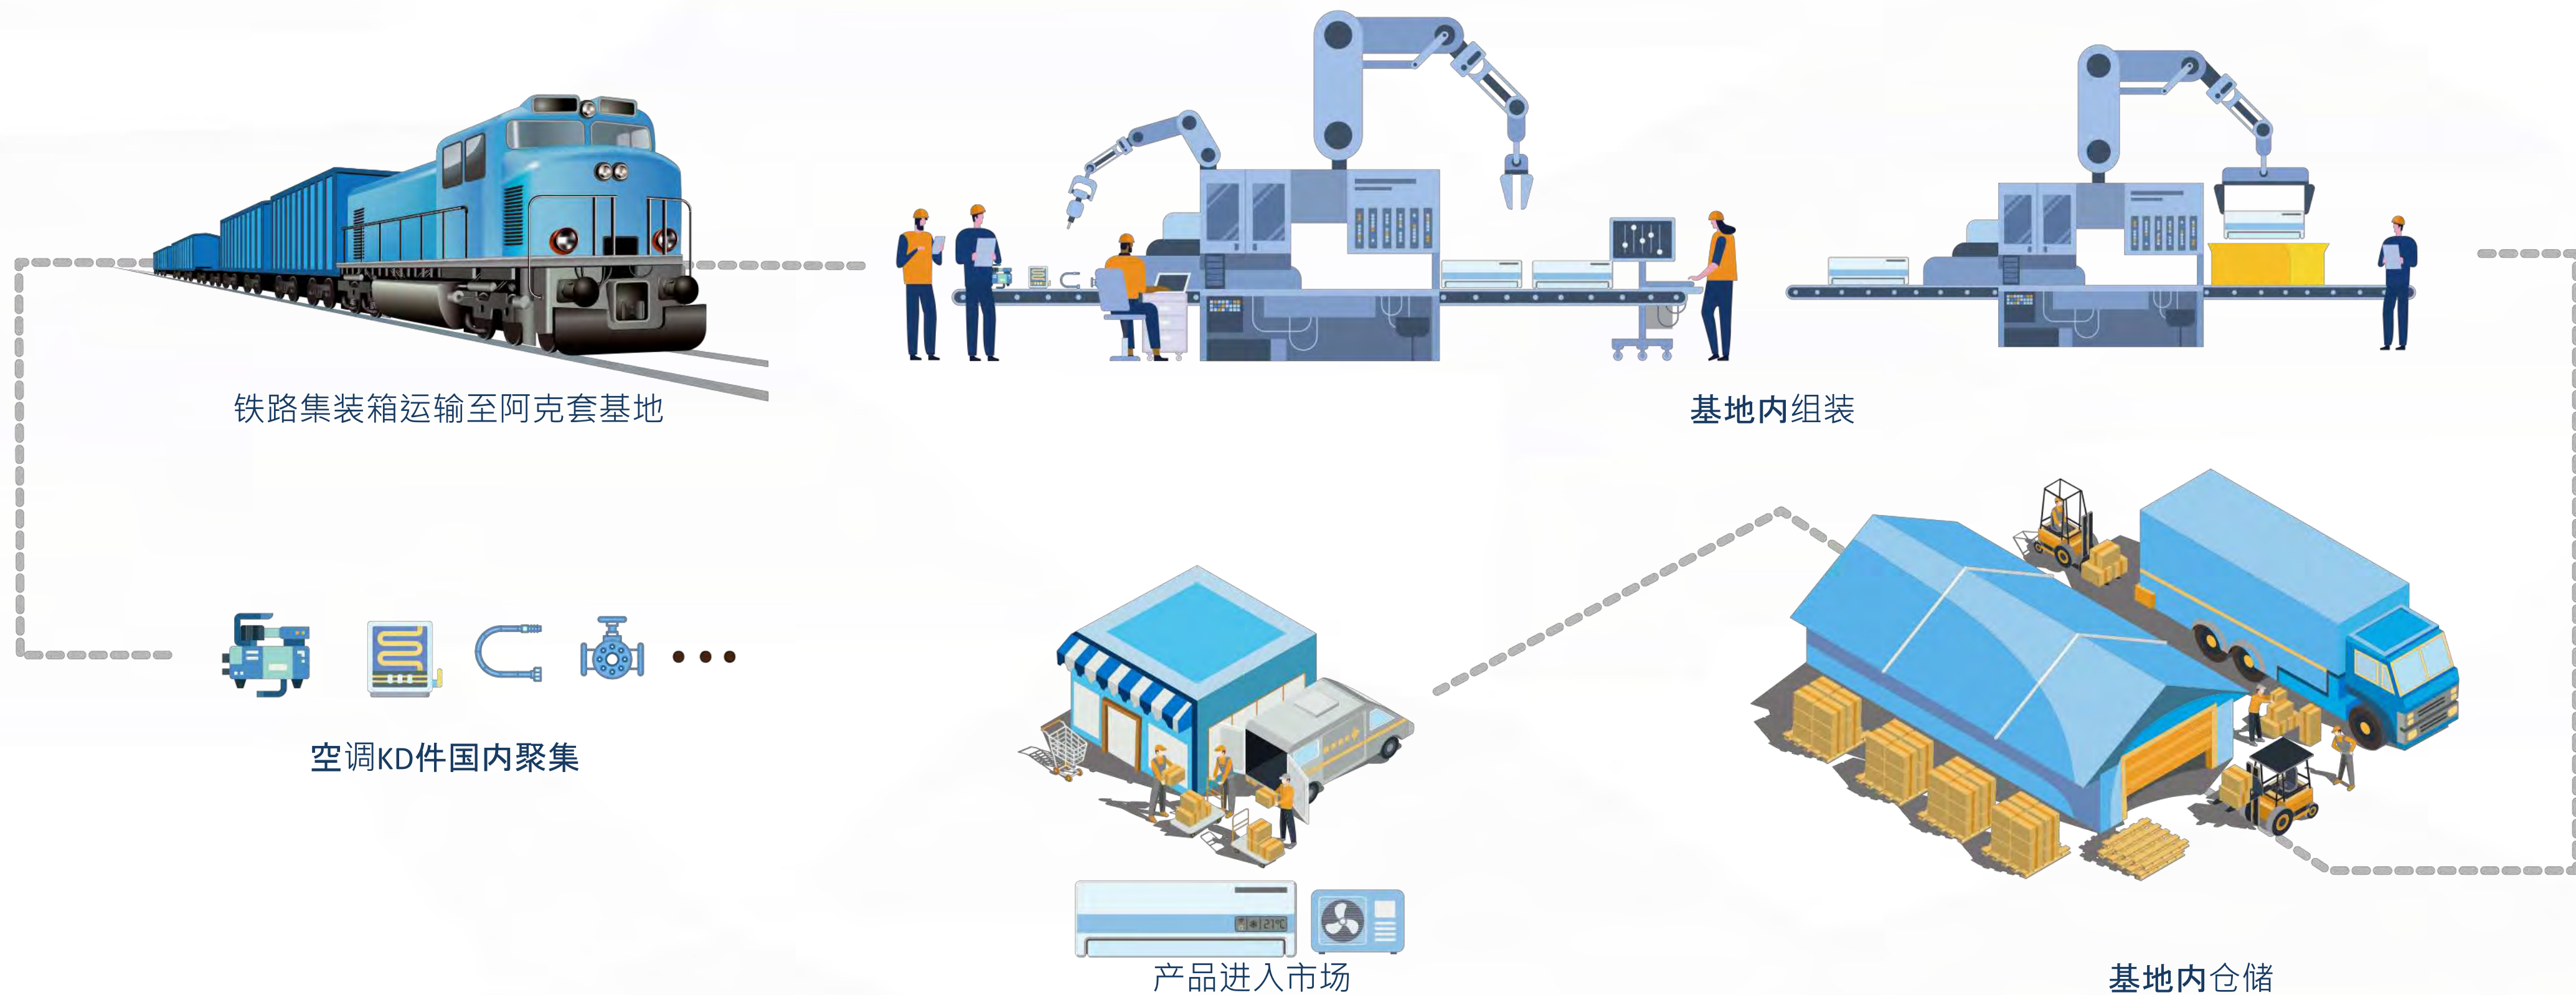 铁路集装箱运输至阿克套基地
基地内组装
空调KD件国内聚集
21℃
产品进入市场
基地内仓储